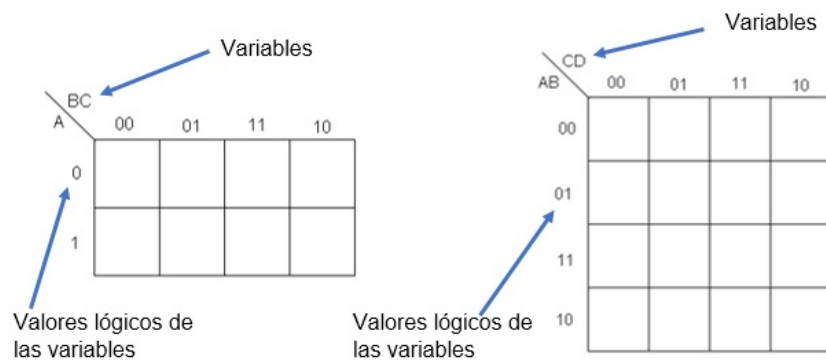 Variables
BC
A
00 01 11 10
0
1
Valores lógicos de
las variables
Variables
CD
AB
00 01 11 10
00
01
11
10
Valores lógicos de
las variables